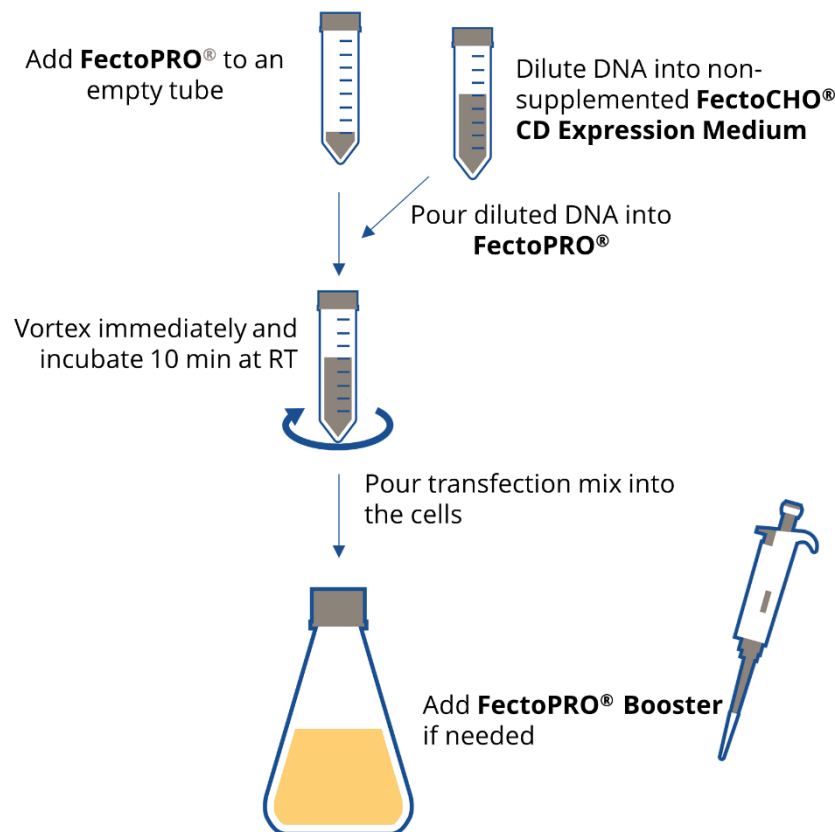 Add FectoPRO® to an
empty tube
Dilute DNA into non-
supplemented FectoCHO®
CD Expression Medium
Pour diluted DNA into
FectoPRO®
Vortex immediately and
incubate 10 min at RT
Pour transfection mix into
the cells
Add FectoPRO® Booster
if needed